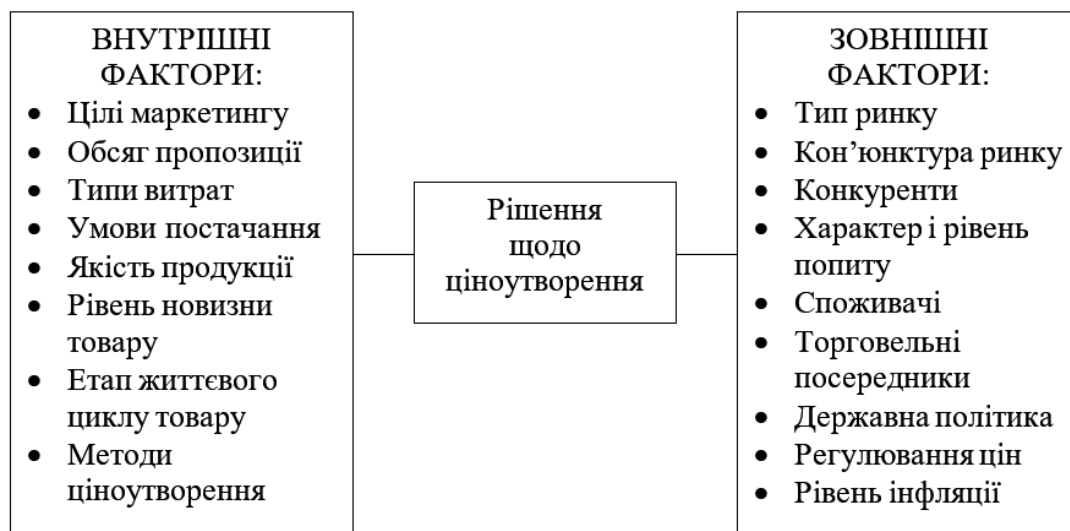 ВНУТРІШНІ
ФАКТОРИ:
• Цілі маркетингу
• Обсяг пропозиції
• Типи витрат
• Умови постачання
• Якість продукції
• Рівень новизни
товару
• Етап життєвого
циклу товару
• Методи
ціноутворення
Рішення
щодо
ціноутворення
ЗОВНІШНІ
ФАКТОРИ:
• Тип ринку
• Кон’юнктура ринку
• Конкуренти
• Характер і рівень
попиту
• Споживачі
• Торговельні
посередники
• Державна політика
• Регулювання цін
• Рівень інфляції